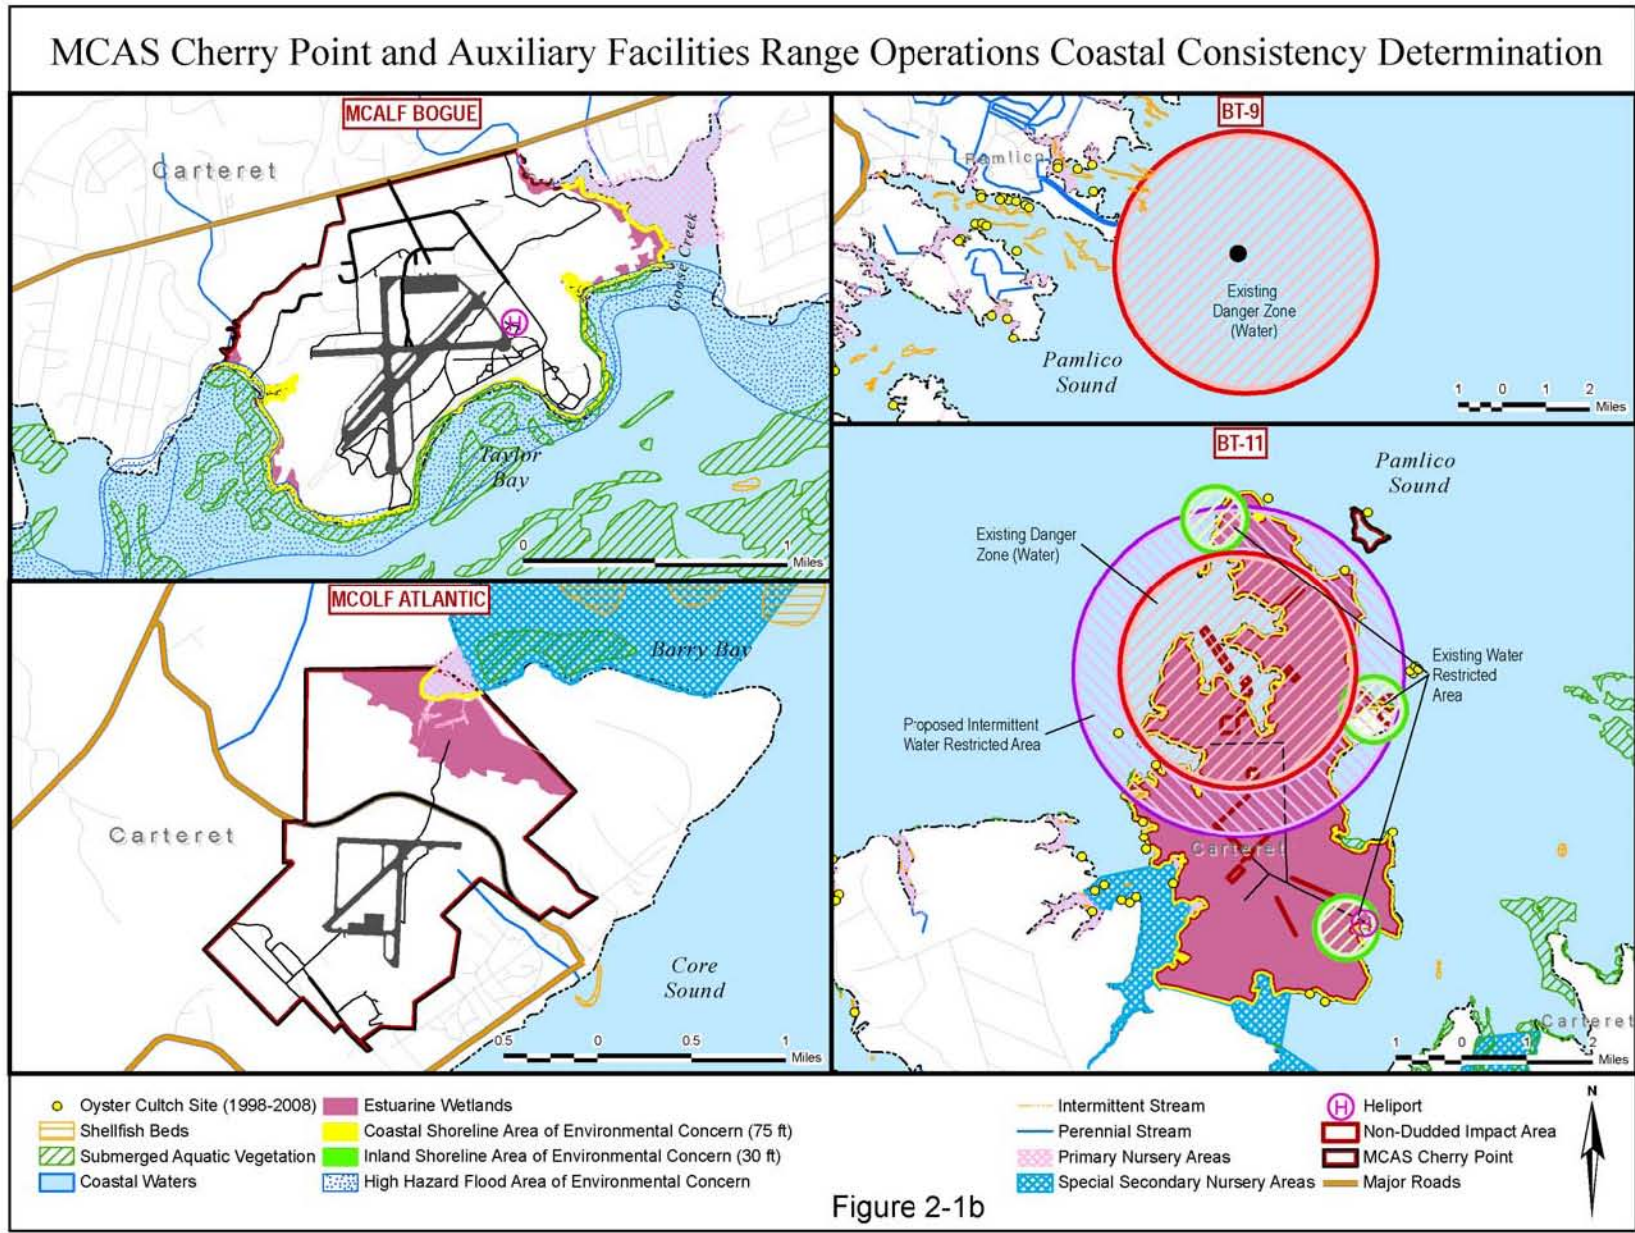 MCAS Cherry Point and Auxiliary Facilities Range Operations Coastal Consistency Determination
MCALF BOGUE
Carteret
Goose Creek
Taylor
Bay
0 1
Miles
BT-9
Pamlico
Existing
Danger Zone
(Water)
Pamlico
Sound
1 0 1 2
Miles
MCOLF ATLANTIC
Barry Bay
Carteret
Core
Sound
0.5 0 0.5 1
Miles
BT-11
Pamlico
Sound
Existing Danger
Zone (Water)
Existing Water
Restricted
Area
Proposed Intermittent
Water Restricted Area
Carteret
H
Carteret
1 0 1 2
Miles
Oyster Cultch Site (1998-2008)
Shellfish Beds
Submerged Aquatic Vegetation
Coastal Waters
Estuarine Wetlands
Coastal Shoreline Area of Environmental Concern (75 ft)
Inland Shoreline Area of Environmental Concern (30 ft)
High Hazard Flood Area of Environmental Concern
Intermittent Stream
Perennial Stream
Primary Nursery Areas
Special Secondary Nursery Areas
H Heliport
Non-Dudded Impact Area
MCAS Cherry Point
Major Roads
N
Figure 2-1b